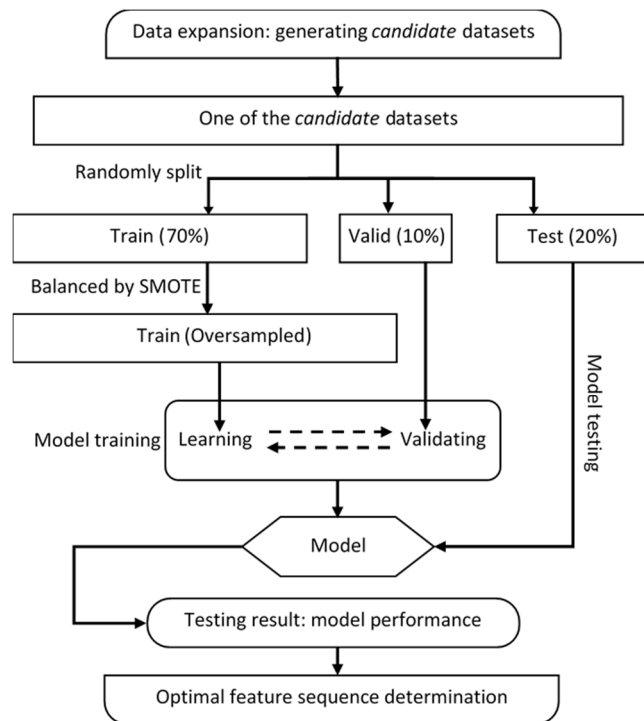 Data expansion: generating candidate datasets
One of the candidate datasets
Randomly split
Train (70%)
Valid (10%)
Test (20%)
Balanced by SMOTE
Train (Oversampled)
Model testing
Model training
Learning
Validating
Model
Testing result: model performance
Optimal feature sequence determination